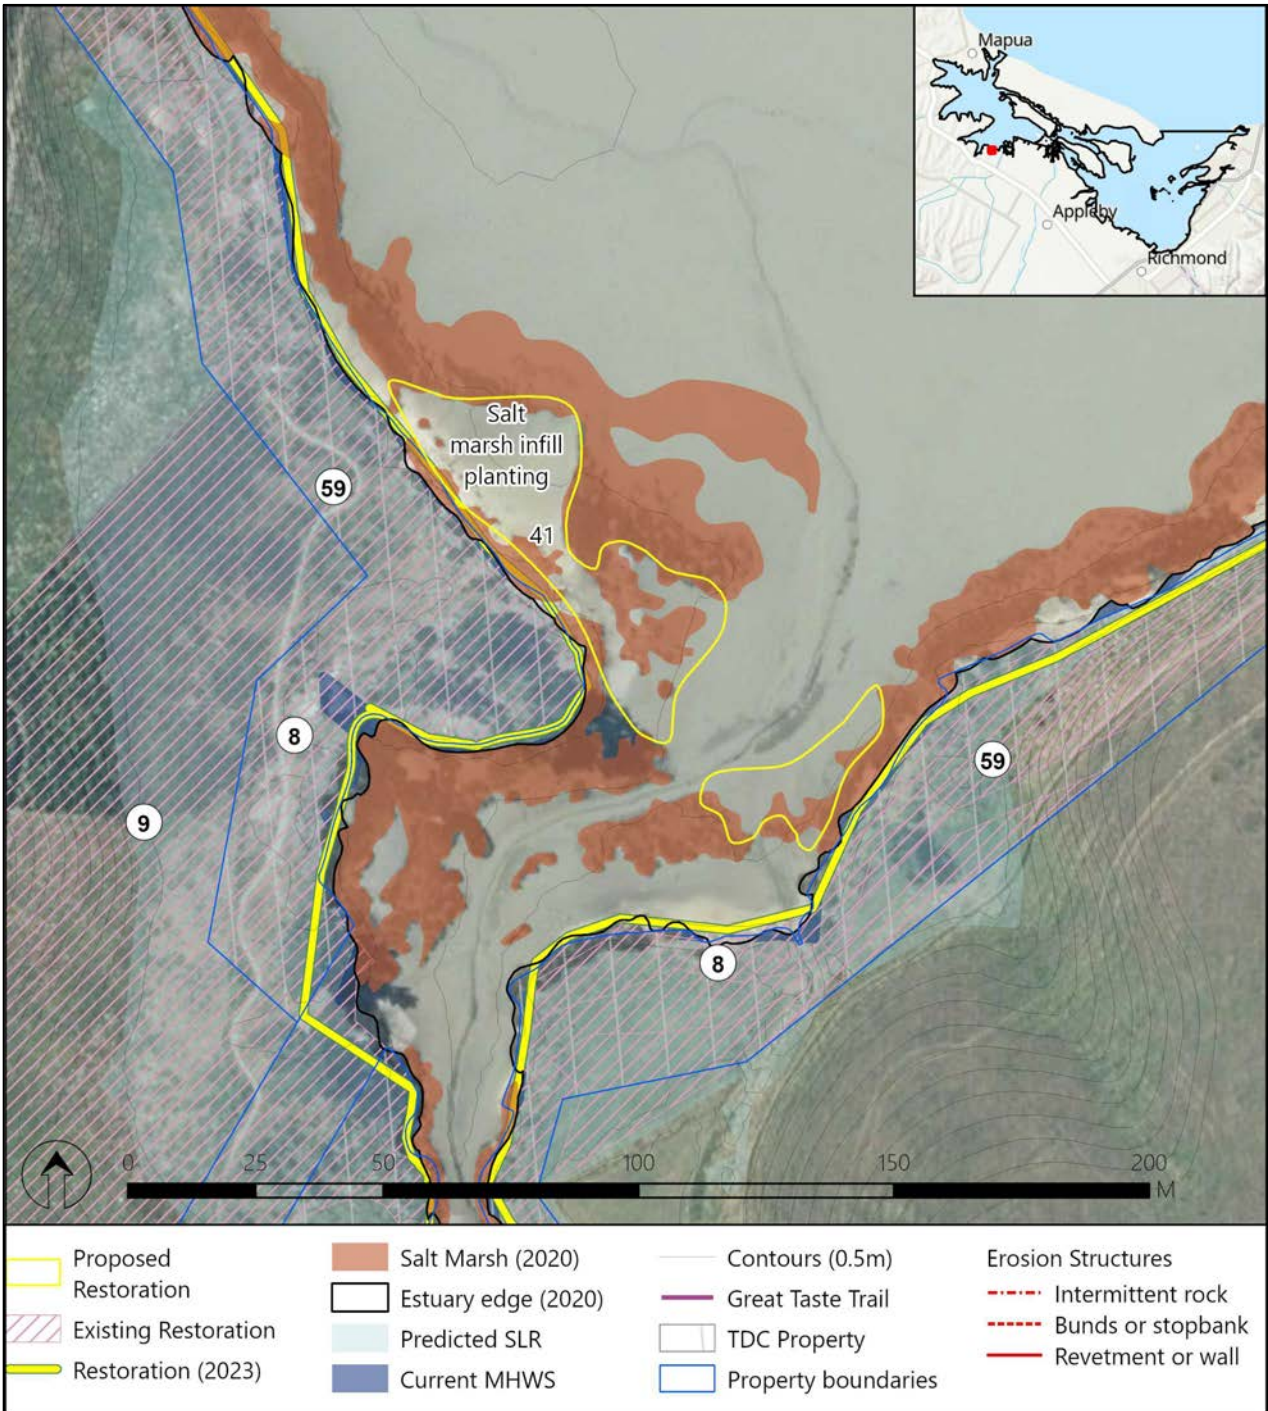 Mapua
Appleby
Richmond
Salt
marsh infill
planting
59
41
8
59
9
8
0 25 50 100 150 200
M
Proposed
Restoration
Existing Restoration
Restoration (2023)
Salt Marsh (2020)
Estuary edge (2020)
Predicted SLR
Current MHWS
Contours (0.5m)
Great Taste Trail
TDC Property
Property boundaries
Erosion Structures
Intermittent rock
Bunds or stopbank
Revetment or wall